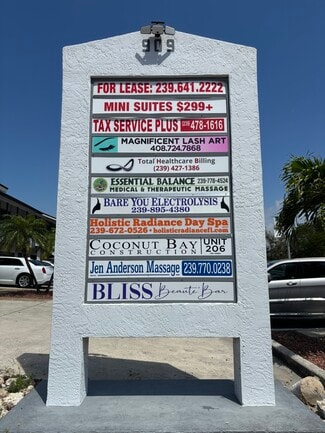 909
FOR LEASE: 239.641.2222
MINI SUITES $299+
TAX SERVICE PLUS 239 478-1616
MAGNIFICENT LASH ART
408.724.7868
Total Healthcare Billing
(239) 427-1386
ESSENTIAL BALANCE 239-778-4524
MEDICAL & THERAPEUTIC MASSAGE
BARE YOU ELECTROLYSIS
239-895-4380
Holistic Radiance Day Spa
239-672-0526 • holisticradiancefl.com
COCONUT BAY
CONSTRUCTION
UNIT
206
Jen Anderson Massage 239.770.0238
BLISS Beauté Bar